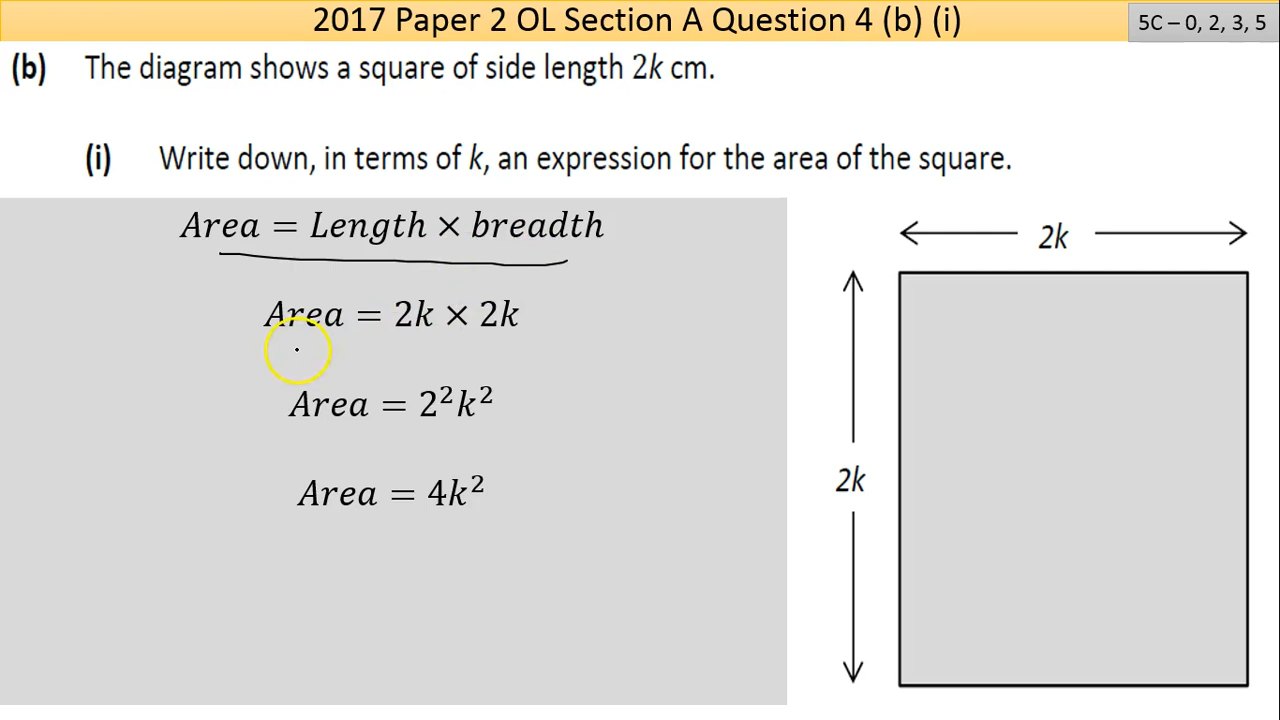 2017 Paper 2 OL Section A Question 4 (b) (i)
5C – 0, 2, 3, 5
(b) The diagram shows a square of side length 2k cm.
(i) Write down, in terms of k, an expression for the area of the square.
Area = Length × breadth
Area = 2k × 2k
Area = 2²k²
Area = 4k²
2k
2k